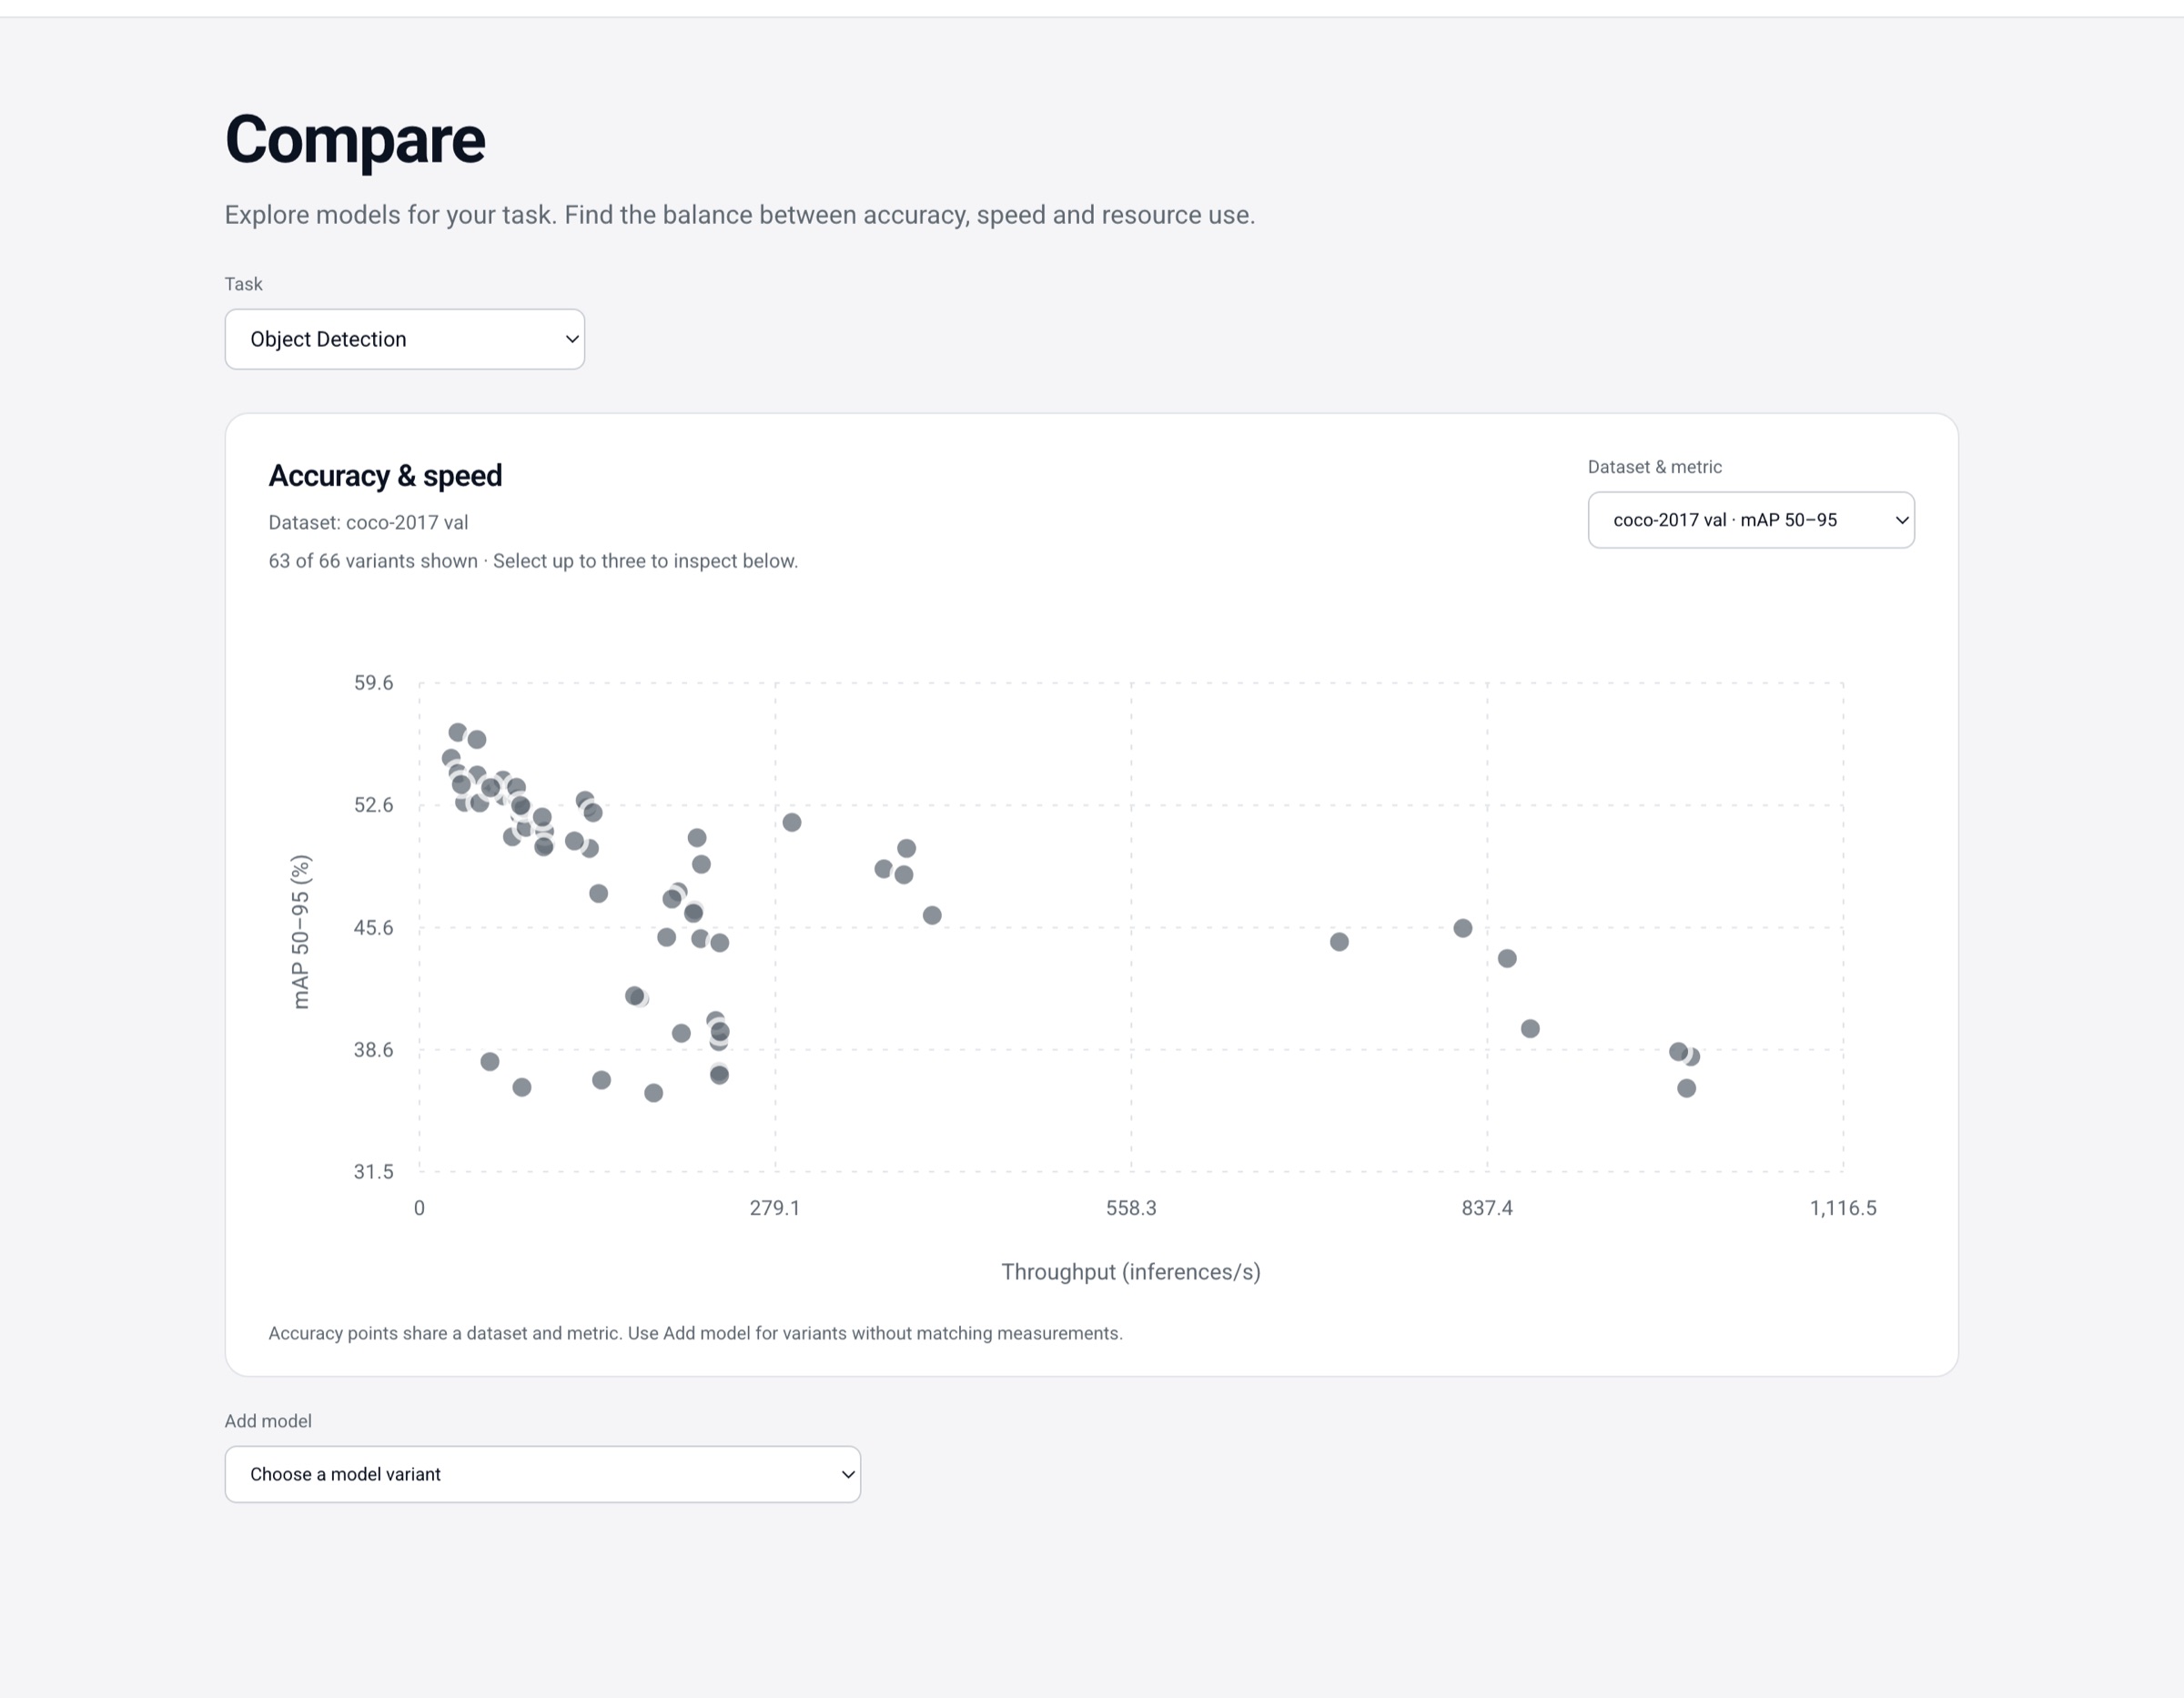 Compare
Explore models for your task. Find the balance between accuracy, speed and resource use.
Task
Object Detection
Accuracy & speed
Dataset: coco-2017 val
63 of 66 variants shown · Select up to three to inspect below.
Dataset & metric
coco-2017 val · mAP 50–95
59.6
52.6
45.6
38.6
31.5
mAP 50–95 (%)
0
279.1
558.3
837.4
1,116.5
Throughput (inferences/s)
Accuracy points share a dataset and metric. Use Add model for variants without matching measurements.
Add model
Choose a model variant